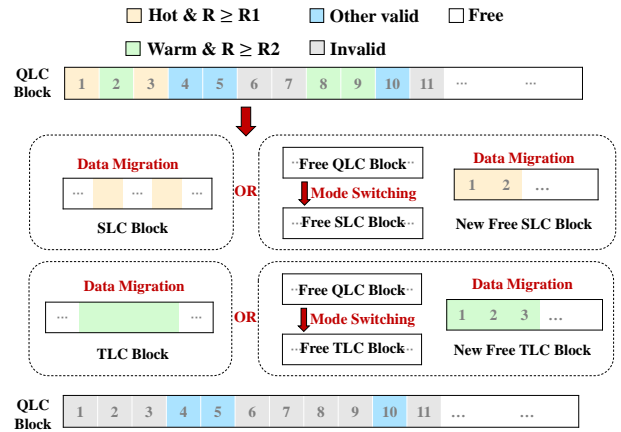 Hot & R ≥ R1
Other valid
Free
Warm & R ≥ R2
Invalid
QLC Block
1 2 3 4 5 6 7 8 9 10 11 ... ...
Data Migration
... ...  ...
SLC Block
OR
...Free QLC Block...
Mode Switching
...Free SLC Block...
Data Migration
1 2 ...
New Free SLC Block
Data Migration
... ...
TLC Block
OR
...Free QLC Block...
Mode Switching
...Free TLC Block...
Data Migration
1 2 3 ...
New Free TLC Block
QLC Block
1 2 3 4 5 6 7 8 9 10 11 ... ...